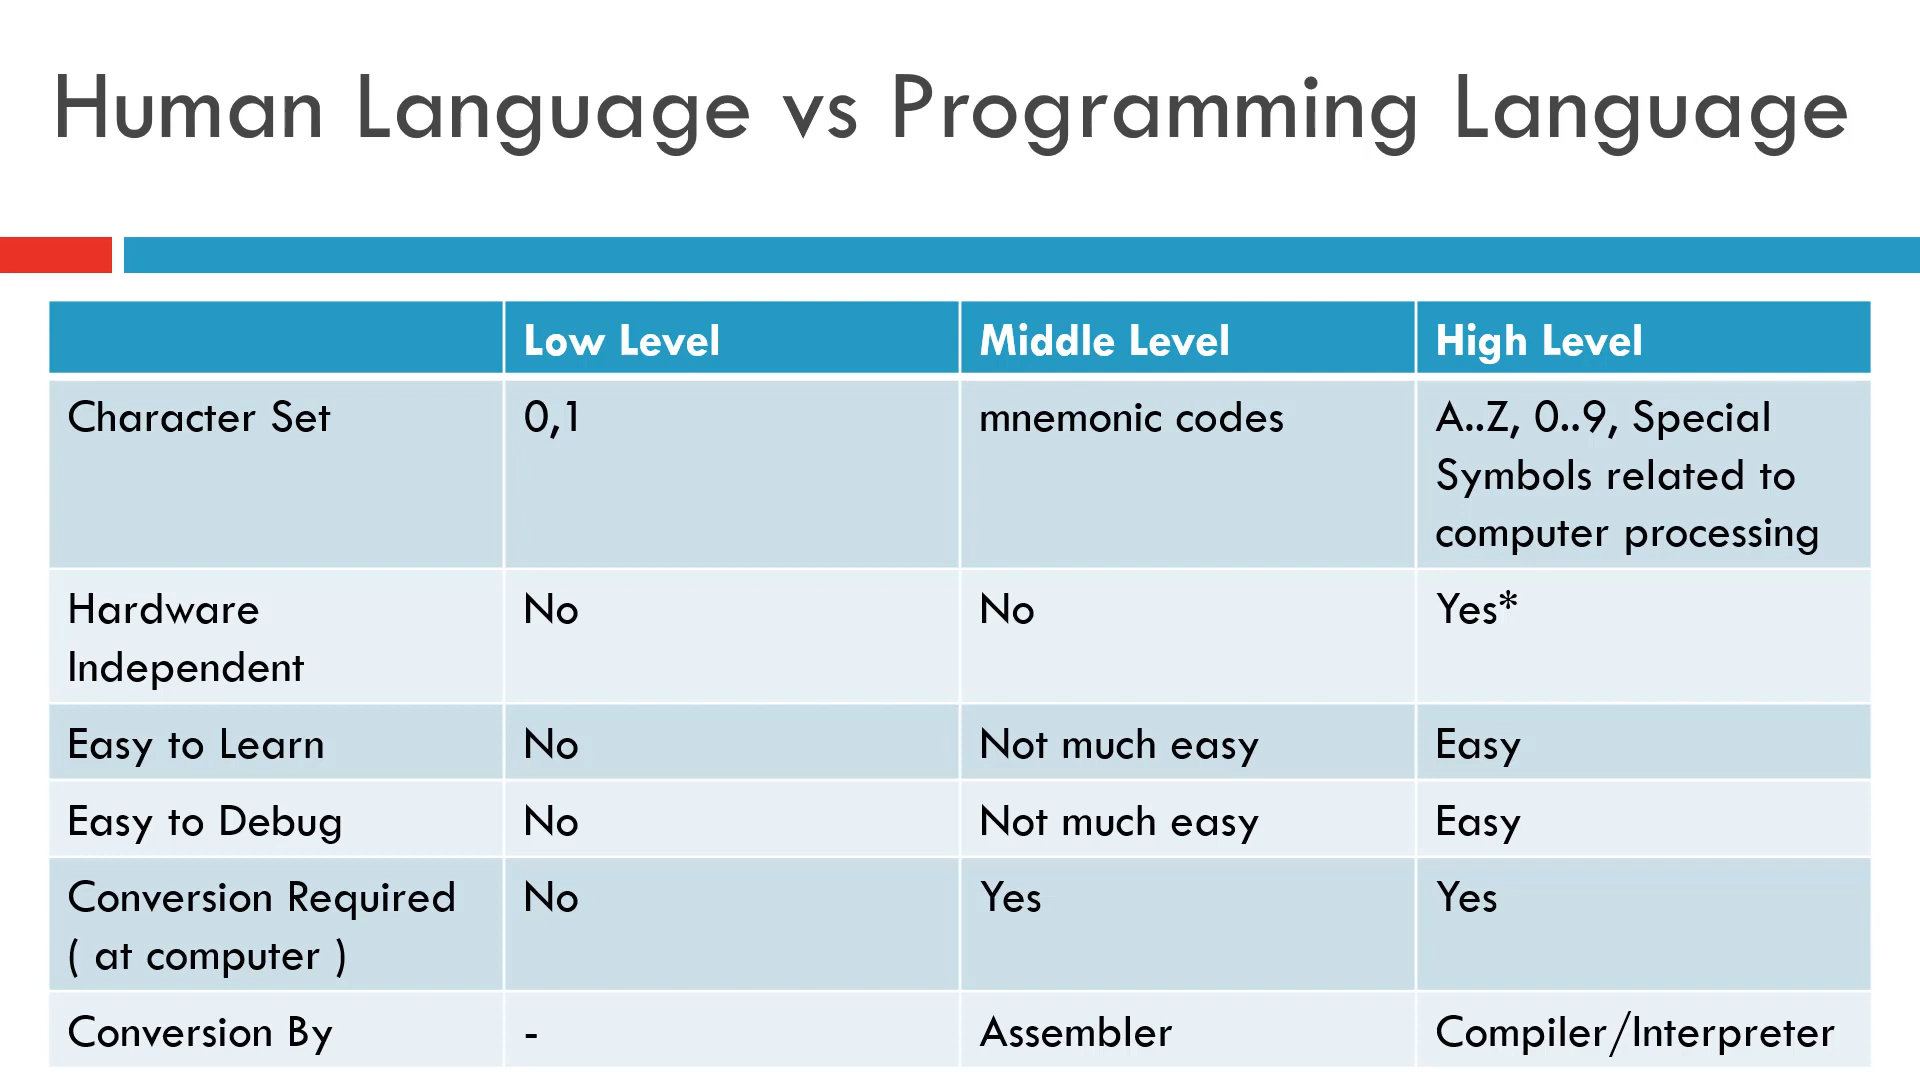 Human Language vs Programming Language
Low Level
Middle Level
High Level
Character Set
0,1
mnemonic codes
A..Z, 0..9, Special
Symbols related to
computer processing
Hardware
Independent
No
No
Yes*
Easy to Learn
No
Not much easy
Easy
Easy to Debug
No
Not much easy
Easy
Conversion Required
( at computer )
No
Yes
Yes
Conversion By
-
Assembler
Compiler/Interpreter